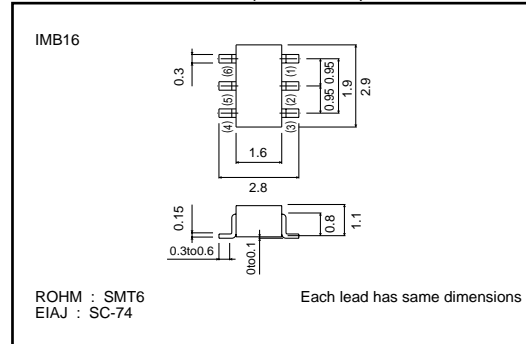 IMB16
0.3
(6)
(1)
(5)
(2)
(4)
(3)
0.95
0.95
1.9
2.9
1.6
2.8
0.15
0.3to0.6
0to0.1
0.8
1.1
ROHM : SMT6
EIAJ : SC-74
Each lead has same dimensions